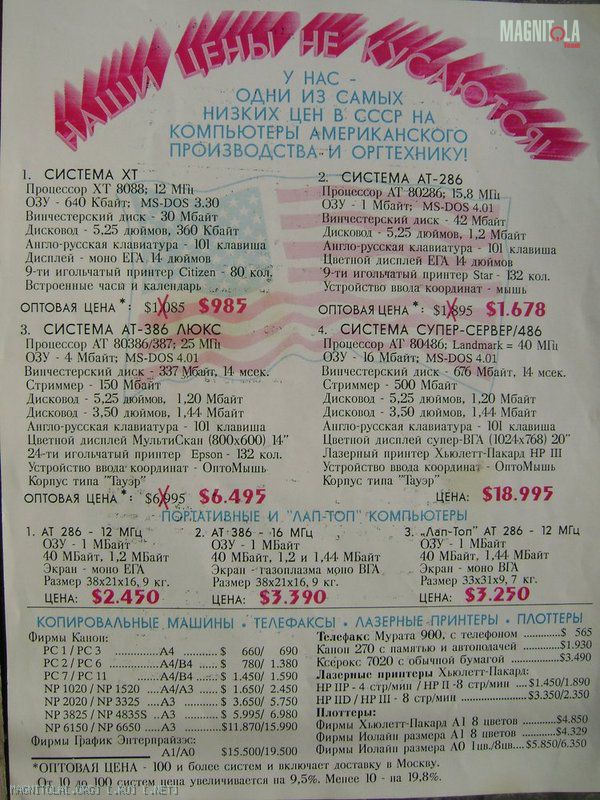 MAGNITOLA
Team
НАШИ ЦЕНЫ НЕ КУСАЮТСЯ!
У НАС -
ОДНИ ИЗ САМЫХ
НИЗКИХ ЦЕН В СССР НА
КОМПЬЮТЕРЫ АМЕРИКАНСКОГО
ПРОИЗВОДСТВА И ОРГТЕХНИКУ!
1. СИСТЕМА XT
Процессор XT 8088; 12 МГц
ОЗУ - 640 Кбайт; MS-DOS 3.30
Винчестерский диск - 30 Мбайт
Дисковод - 5,25 дюймов, 360 Кбайт
Англо-русская клавиатура - 101 клавиша
Дисплей - моно ЕГА 14 дюймов
9-ти игольчатый принтер Citizen - 80 кол.
Встроенные часы и календарь
ОПТОВАЯ ЦЕНА*: $1,085 $985
2. СИСТЕМА AT-286
Процессор AT 80286; 15,8 МГц
ОЗУ - 1 Мбайт; MS-DOS 4.01
Винчестерский диск - 42 Мбайт
Дисковод - 5,25 дюймов, 1,2 Мбайт
Англо-русская клавиатура - 101 клавиша
Цветной дисплей ЕГА 14 дюймов
9-ти игольчатый принтер Star - 132 кол.
Устройство ввода координат - мышь
ОПТОВАЯ ЦЕНА*: $1,895 $1.678
3. СИСТЕМА AT-386 ЛЮКС
Процессор AT 80386/387; 25 МГц
ОЗУ - 4 Мбайт; MS-DOS 4.01
Винчестерский диск - 337 Мбайт, 14 мсек.
Стриммер - 150 Мбайт
Дисковод - 5,25 дюймов, 1,20 Мбайт
Дисковод - 3,50 дюймов, 1,44 Мбайт
Англо-русская клавиатура - 101 клавиша
Цветной дисплей МультиСкан (800x600) 14"
24-ти игольчатый принтер Epson - 132 кол.
Устройство ввода координат - ОптоМышь
Корпус типа "Тауэр"
ОПТОВАЯ ЦЕНА*: $6,995 $6.495
4. СИСТЕМА СУПЕР-СЕРВЕР/486
Процессор AT 80486; Landmark = 40 МГц
ОЗУ - 16 Мбайт; MS-DOS 4.01
Винчестерский диск - 676 Мбайт, 14 мсек.
Стриммер - 500 Мбайт
Дисковод - 5,25 дюймов, 1,20 Мбайт
Дисковод - 3,50 дюймов, 1,44 Мбайт
Англо-русская клавиатура - 101 клавиша
Цветной дисплей супер-ВГА (1024x768) 20"
Лазерный принтер Хьюлетт-Пакард HP III
Устройство ввода координат - ОптоМышь
Корпус типа "Тауэр"
ЦЕНА: $18.995
ПОРТАТИВНЫЕ И "ЛАП-ТОП" КОМПЬЮТЕРЫ
1. AT 286 - 12 МГц
ОЗУ - 1 МБайт
40 МБайт, 1,2 МБайт
Экран - моно ЕГА
Размер 38x21x16, 9 кг.
ЦЕНА: $2.450
2. AT 386 - 16 МГц
ОЗУ - 1 МБайт
40 МБайт, 1,2 и 1,44 МБайт
Экран - газоплазма моно ВГА
Размер 38x21x16, 9 кг.
ЦЕНА: $3.390
3. „Лап-Топ" AT 286 - 12 МГц
ОЗУ - 1 МБайт
40 МБайт, 1,44 МБайт
Экран - моно ВГА
Размер 33x31x9, 7 кг.
ЦЕНА: $3.250
КОПИРОВАЛЬНЫЕ МАШИНЫ • ТЕЛЕФАКСЫ • ЛАЗЕРНЫЕ ПРИНТЕРЫ • ПЛОТТЕРЫ
Фирмы Канон:
PC 1 / PC 3 ....A4 ....$ 660/ 690
PC 2 / PC 6 ....A4/B4 ....$ 780/ 1.380
PC 7 / PC 11 ....A4/B4 ....$ 1.450/ 1.590
NP 1020 / NP 1520 ....A4/A3 ....$ 1.650/ 2.450
NP 2020 / NP 3325 ....A3 ....$ 3.650/ 5.750
NP 3825 / NP 4835S ..A3 ....$ 5.995/ 6.980
NP 6150 / NP 6650 ....A3 ....$11.870/15.990
Фирмы График Энтерпрайзс:
A1/A0 $15.500/19.500
Телефакс Мурата 900, с телефоном ....$ 565
Канон 270 с памятью и автоподачей ....$1.930
Ксерокс 7020 с обычной бумагой ....$3.490
Лазерные принтеры Хьюлетт-Пакард:
HP IIP - 4 стр/мин / HP II -8 стр/мин ....$1.450/1.890
HP IID / HP III - 8 стр/мин ....$3.350/2.350
Плоттеры:
Фирмы Хьюлетт-Пакард A1 8 цветов ....$4.850
Фирмы Иолайн размера A1 8 цветов ....$4.329
Фирмы Иолайн размера A0 1цв./8цв....$5.850/6.350
*ОПТОВАЯ ЦЕНА - 100 и более систем и включает доставку в Москву.
От 10 до 100 систем цена увеличивается на 9,5%. Менее 10 - на 19,8%.
MAGNITOLAS.ORG! [.RU! [.NET]